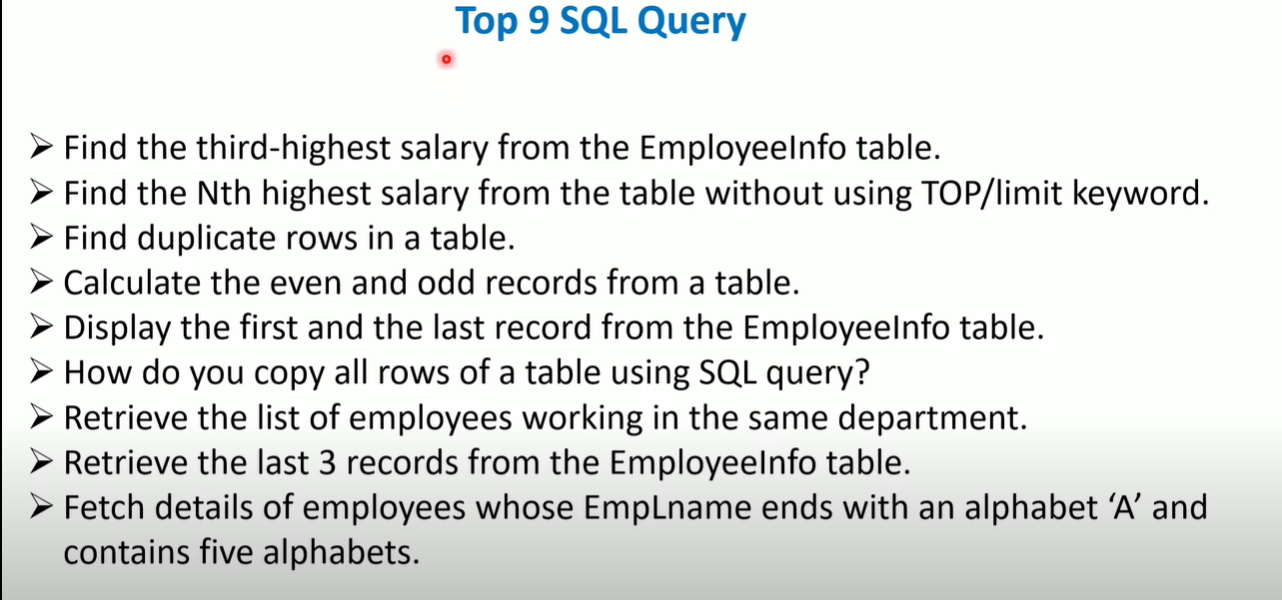 Top 9 SQL Query
➢ Find the third-highest salary from the EmployeeInfo table.
➢ Find the Nth highest salary from the table without using TOP/limit keyword.
➢ Find duplicate rows in a table.
➢ Calculate the even and odd records from a table.
➢ Display the first and the last record from the EmployeeInfo table.
➢ How do you copy all rows of a table using SQL query?
➢ Retrieve the list of employees working in the same department.
➢ Retrieve the last 3 records from the EmployeeInfo table.
➢ Fetch details of employees whose EmpLname ends with an alphabet ‘A’ and
contains five alphabets.